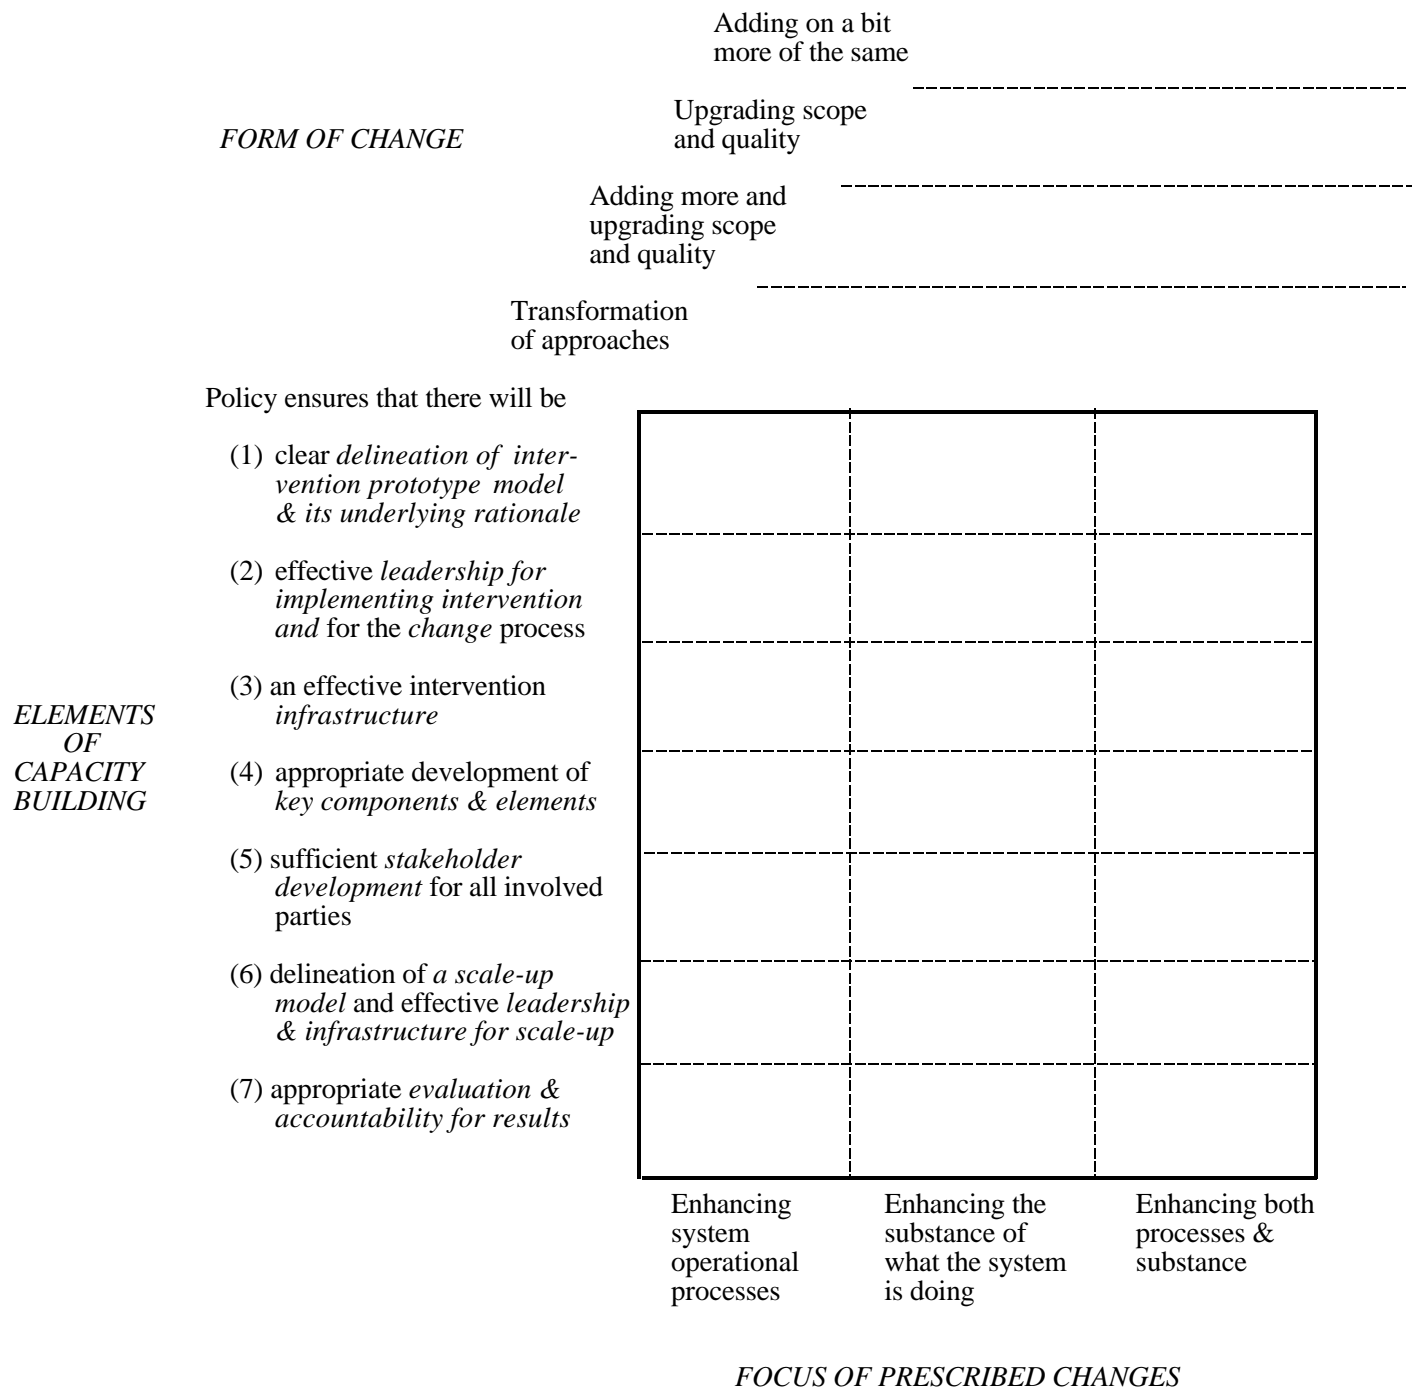 Adding on a bit
more of the same
Upgrading scope
and quality
FORM OF CHANGE
Adding more and
upgrading scope
and quality
Transformation
of approaches
Policy ensures that there will be
(1) clear delineation of inter-
vention prototype model
& its underlying rationale
(2) effective leadership for
implementing intervention
and for the change process
(3) an effective intervention
infrastructure
ELEMENTS
OF
CAPACITY
BUILDING
(4) appropriate development of
key components & elements
(5) sufficient stakeholder
development for all involved
parties
(6) delineation of a scale-up
model and effective leadership
& infrastructure for scale-up
(7) appropriate evaluation &
accountability for results
Enhancing
system
operational
processes
Enhancing the
substance of
what the system
is doing
Enhancing both
processes &
substance
FOCUS OF PRESCRIBED CHANGES